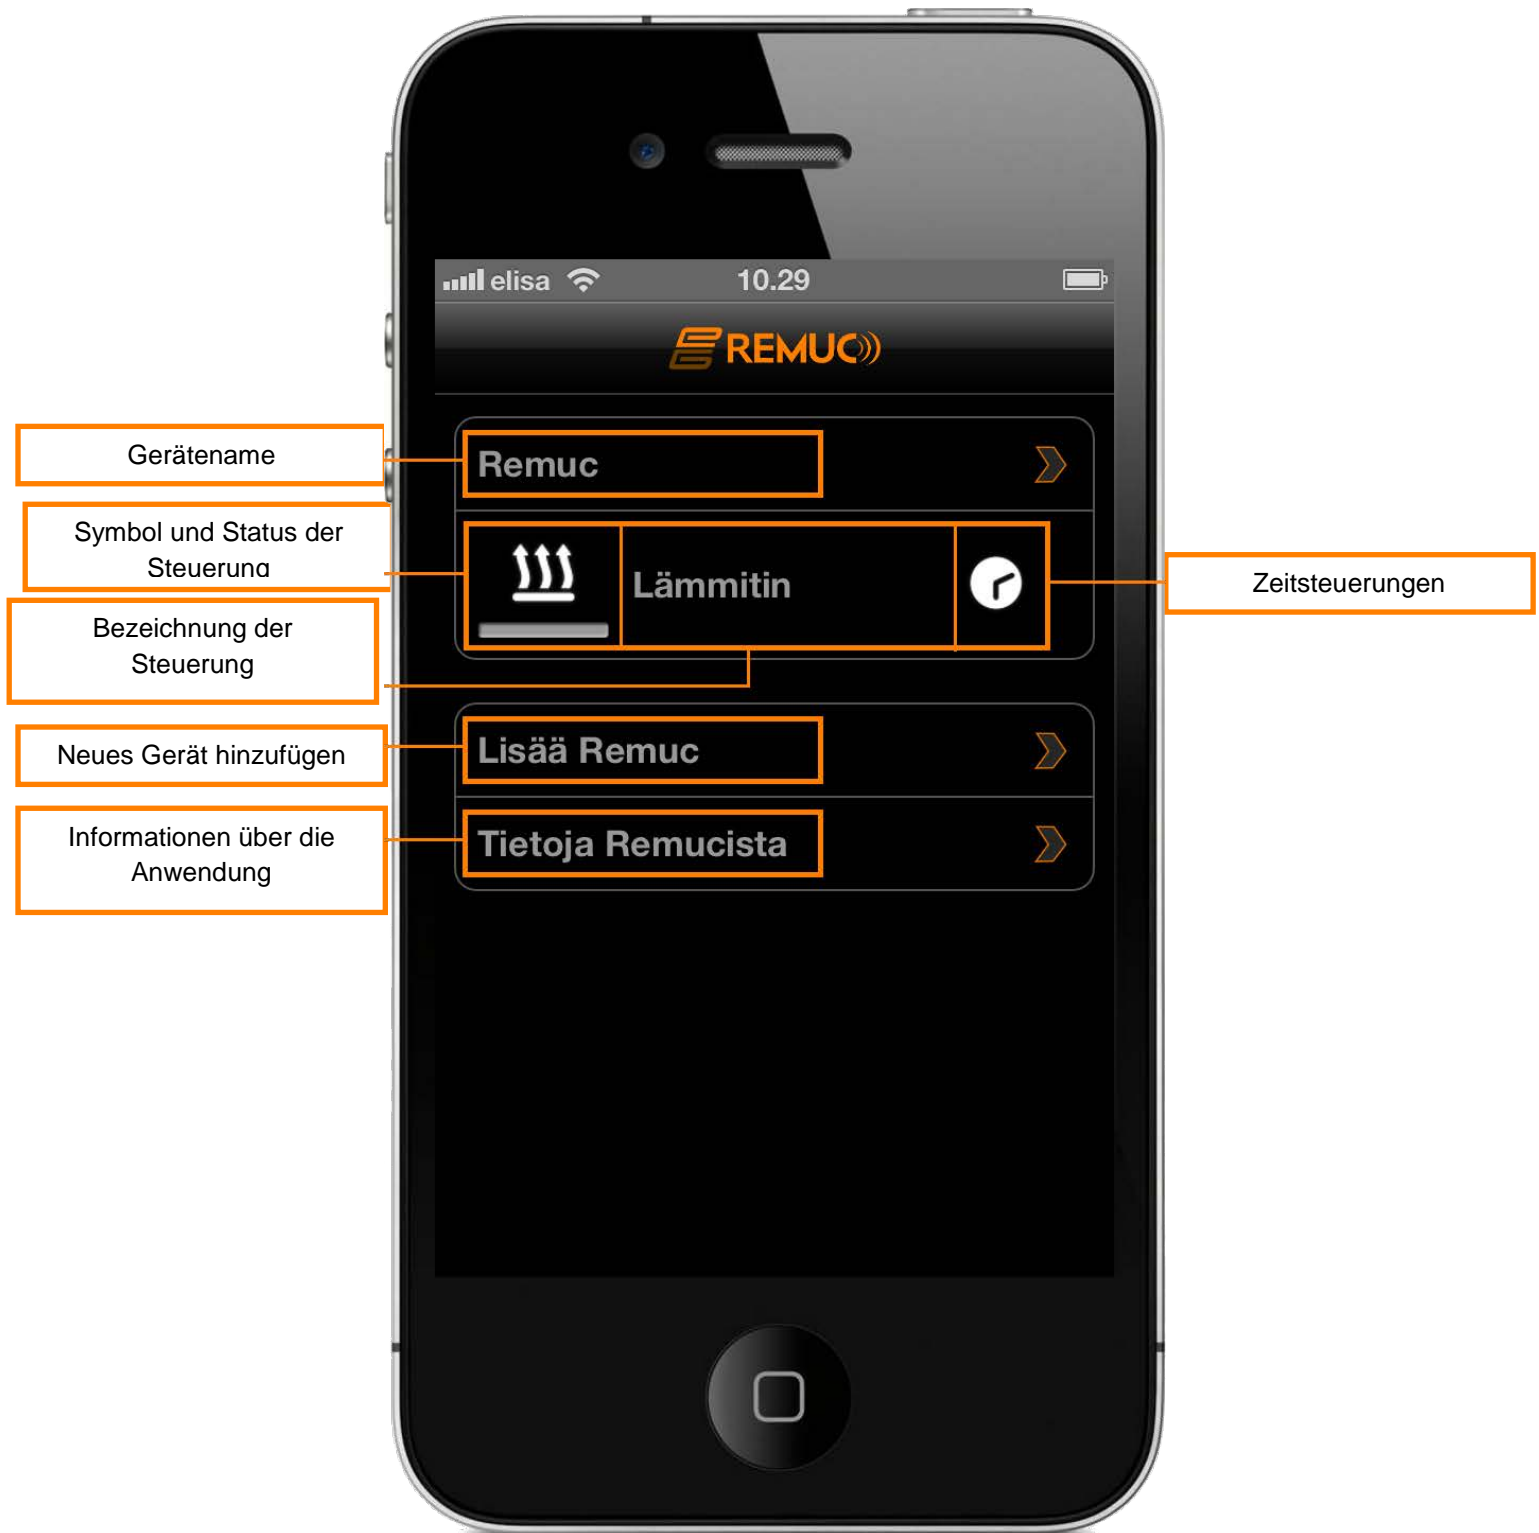 elisa 10.29
REMUC
Gerätename
Remuc
Symbol und Status der
Steuerung
Lämmitin
Zeitsteuerungen
Bezeichnung der
Steuerung
Neues Gerät hinzufügen
Lisää Remuc
Informationen über die
Anwendung
Tietoja Remucista